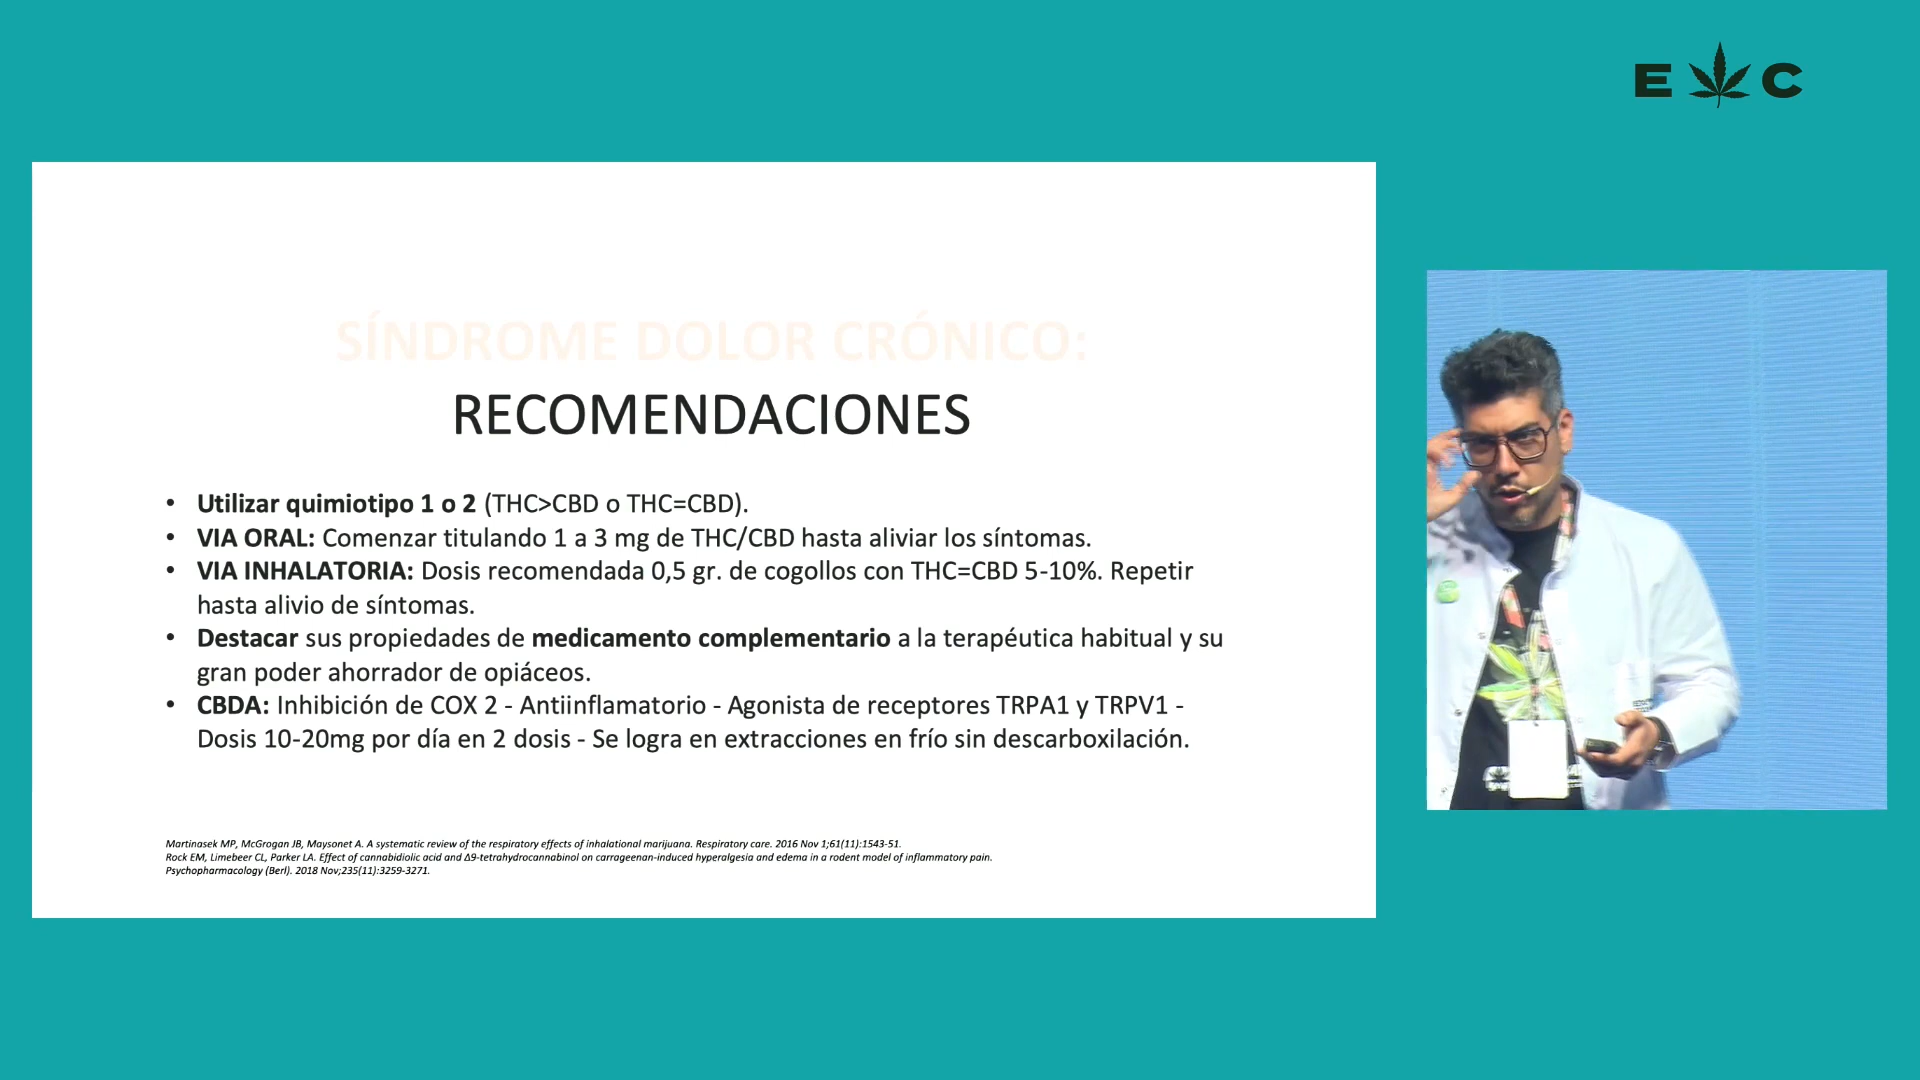 E C
SÍNDROME DOLOR CRÓNICO:
RECOMENDACIONES
• Utilizar quimiotipo 1 o 2 (THC>CBD o THC=CBD).
• VIA ORAL: Comenzar titulando 1 a 3 mg de THC/CBD hasta aliviar los síntomas.
• VIA INHALATORIA: Dosis recomendada 0,5 gr. de cogollos con THC=CBD 5-10%. Repetir
hasta alivio de síntomas.
• Destacar sus propiedades de medicamento complementario a la terapéutica habitual y su
gran poder ahorrador de opiáceos.
• CBDA: Inhibición de COX 2 - Antiinflamatorio - Agonista de receptores TRPA1 y TRPV1 -
Dosis 10-20mg por día en 2 dosis - Se logra en extracciones en frío sin descarboxilación.
Martinasek MP, McGrogan JB, Maysonet A. A systematic review of the respiratory effects of inhalational marijuana. Respiratory care. 2016 Nov 1;61(11):1543-51.
Rock EM, Limebeer CL, Parker LA. Effect of cannabidiolic acid and Δ9-tetrahydrocannabinol on carrageenan-induced hyperalgesia and edema in a rodent model of inflammatory pain.
Psychopharmacology (Berl). 2018 Nov;235(11):3259-3271.